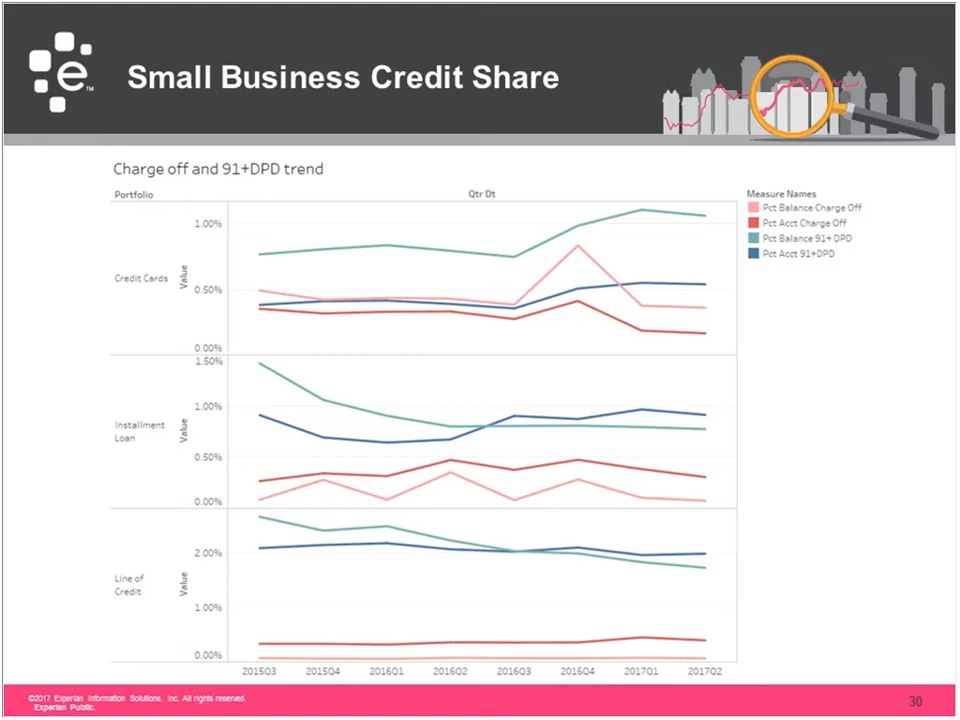 e™
Small Business Credit Share
Charge off and 91+DPD trend
Portfolio
Qtr Dt
Measure Names
Pct Balance Charge Off
Pct Acct Charge Off
Pct Balance 91+ DPD
Pct Acct 91+DPD
Credit Cards
Value
1.00%
0.50%
0.00%
Installment
Loan
Value
1.50%
1.00%
0.50%
0.00%
Line of
Credit
Value
2.00%
1.00%
0.00%
2015Q3 2015Q4 2016Q1 2016Q2 2016Q3 2016Q4 2017Q1 2017Q2
©2017 Experian Information Solutions, Inc. All rights reserved.
Experian Public.
30